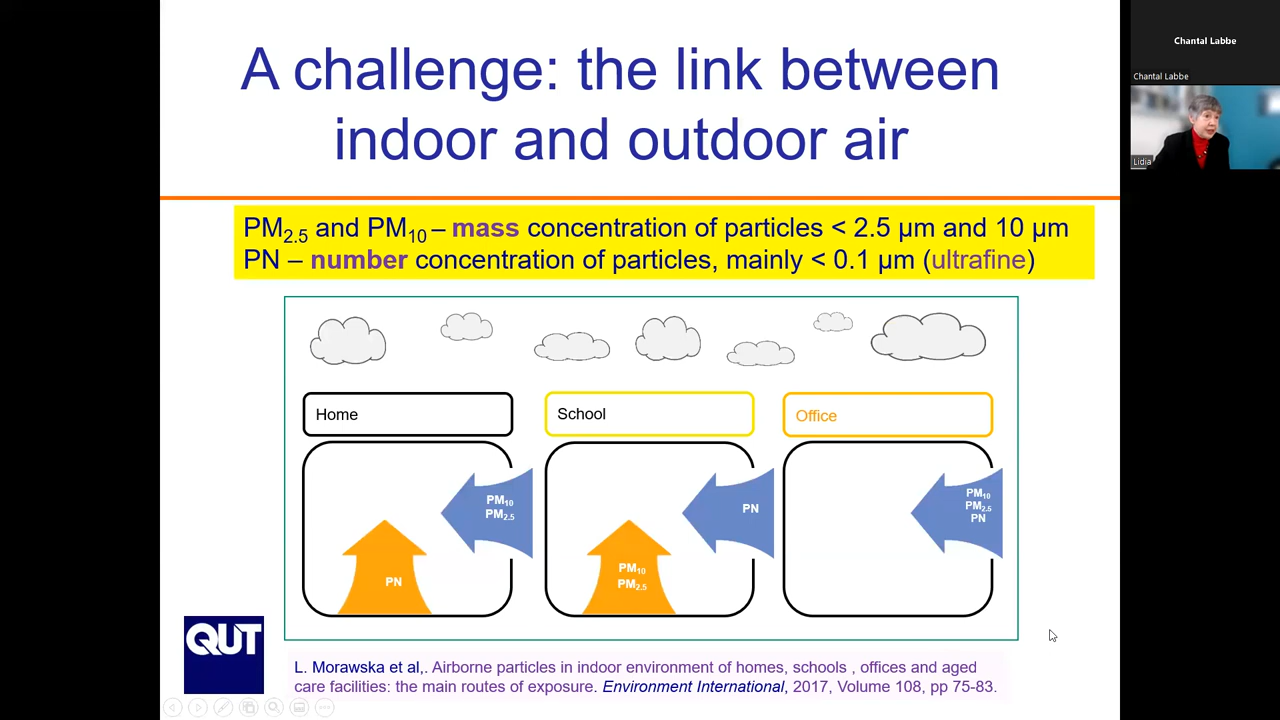 A challenge: the link between
indoor and outdoor air
PM2.5 and PM10 – mass concentration of particles < 2.5 µm and 10 µm
PN – number concentration of particles, mainly < 0.1 µm (ultrafine)
Home
School
Office
PM10
PM2.5
PN
PN
PM10
PM2.5
PM10
PM2.5
PN
QUT
L. Morawska et al,. Airborne particles in indoor environment of homes, schools , offices and aged
care facilities: the main routes of exposure. Environment International, 2017, Volume 108, pp 75-83.
Chantal Labbe
Chantal Labbe
Lidia